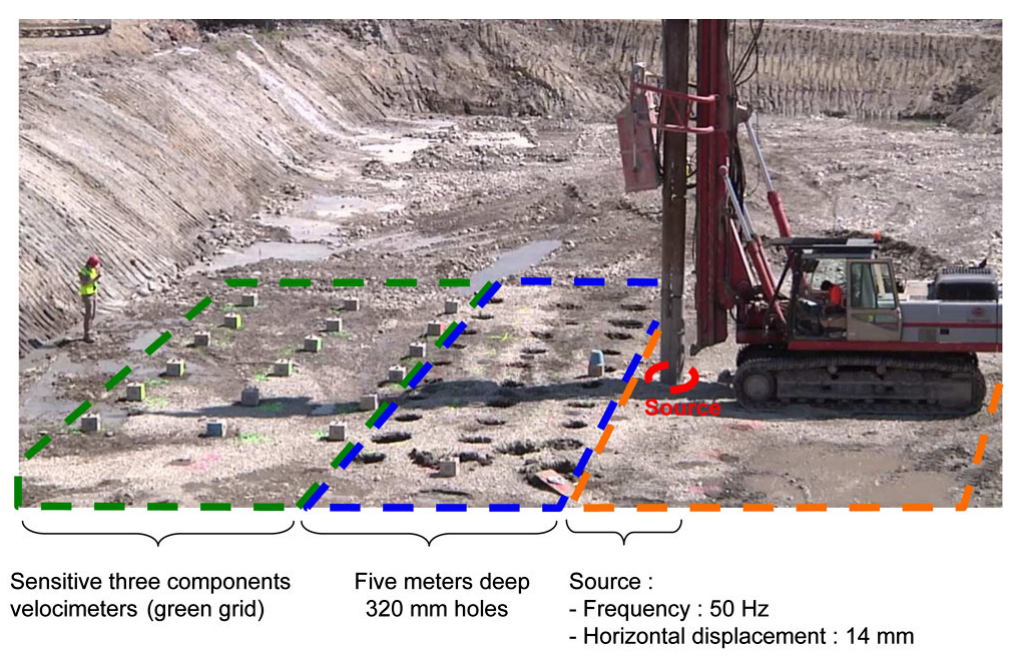 Source
Sensitive three components
velocimeters (green grid)
Five meters deep
320 mm holes
Source :
- Frequency : 50 Hz
- Horizontal displacement : 14 mm